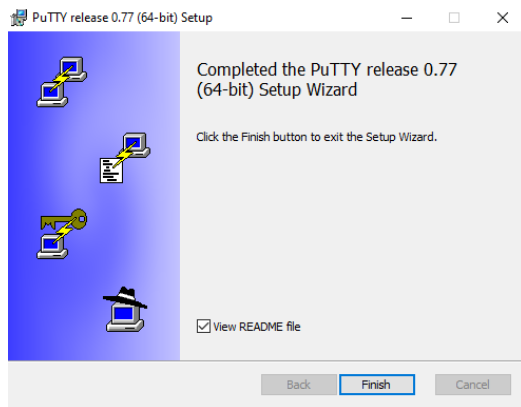 PuTTY release 0.77 (64-bit) Setup
Completed the PuTTY release 0.77
(64-bit) Setup Wizard
Click the Finish button to exit the Setup Wizard.
View README file
Back Finish Cancel